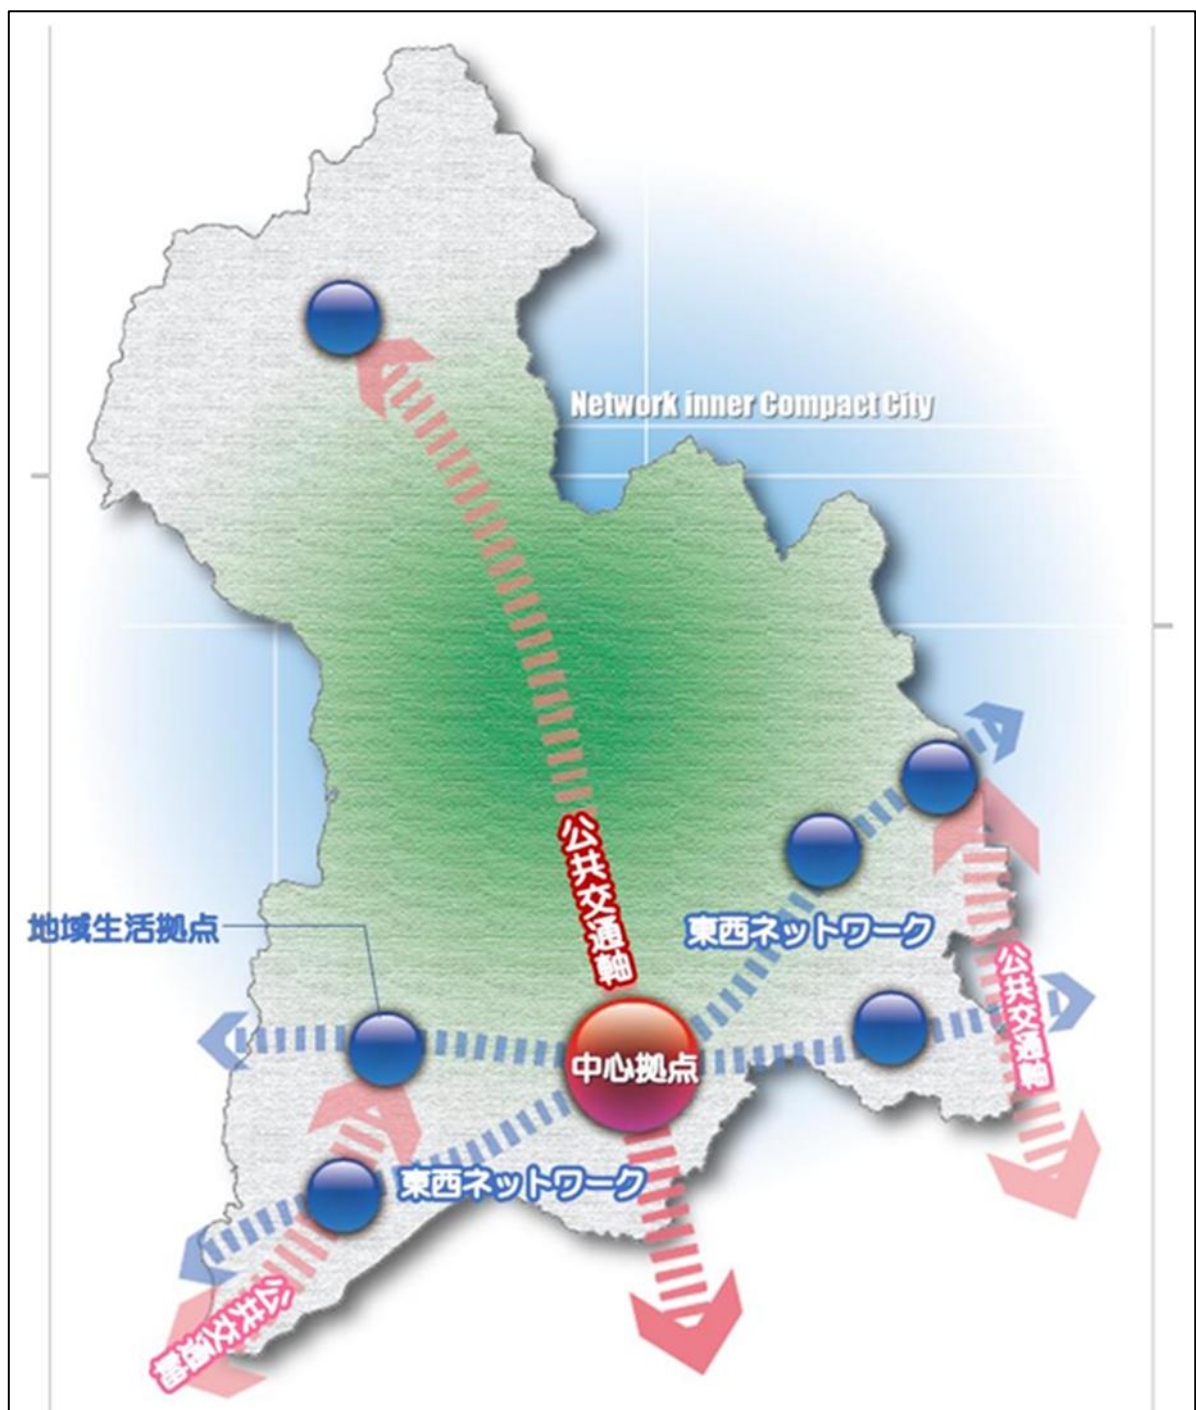 Network inner Compact City
公共交通軸
地域生活拠点
東西ネットワーク
公共交通軸
中心拠点
東西ネットワーク
公共交通軸